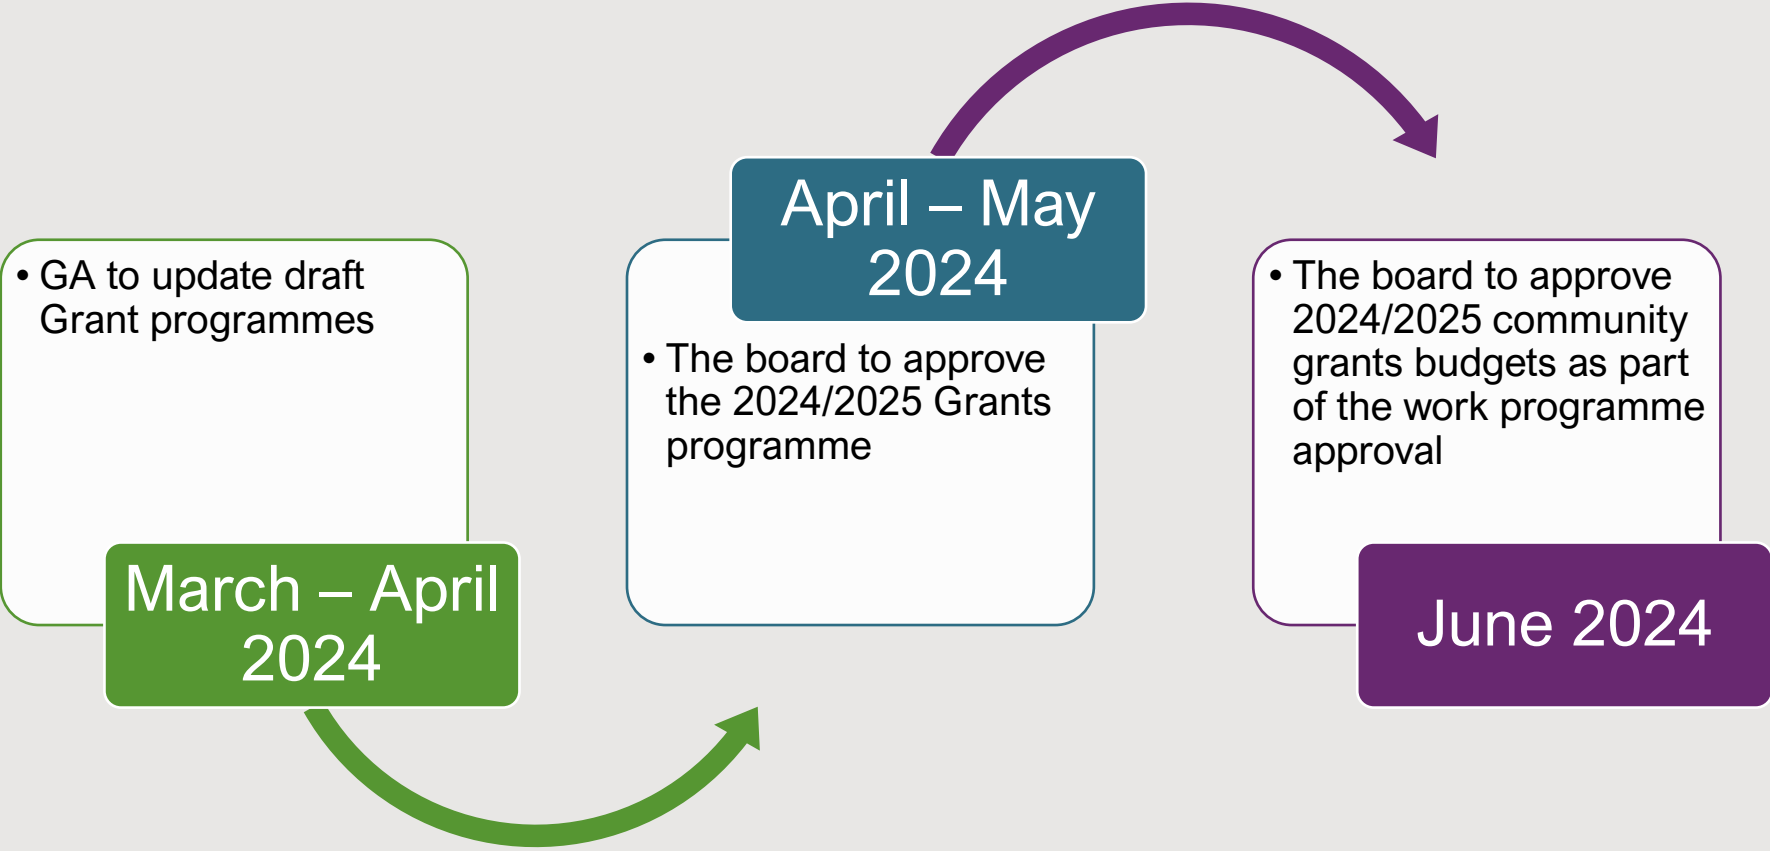 • GA to update draft
Grant programmes
March – April
2024
April – May
2024
• The board to approve
the 2024/2025 Grants
programme
• The board to approve
2024/2025 community
grants budgets as part
of the work programme
approval
June 2024